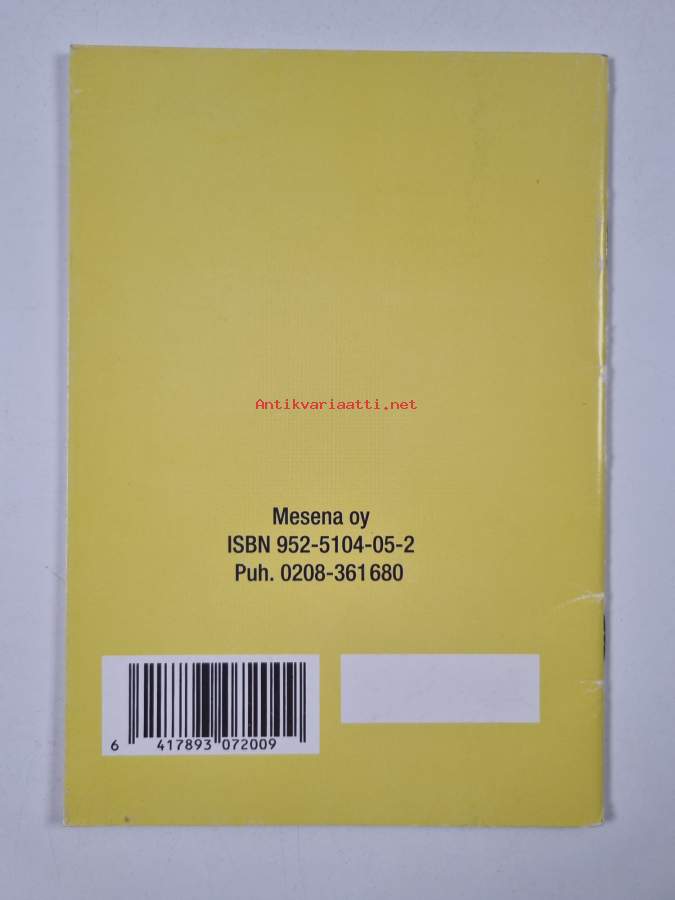 Antikvariaatti.net
Mesena oy
ISBN 952-5104-05-2
Puh. 0208-361680
6 417893 072009